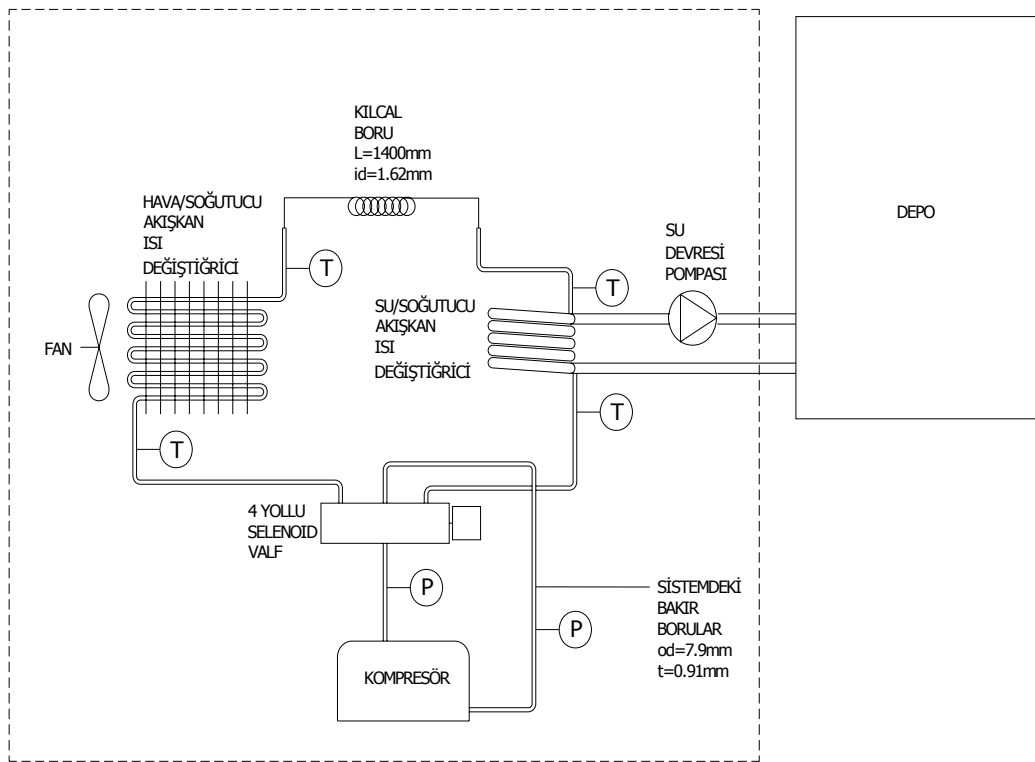 KILCAL
BORU
L=1400mm
id=1.62mm
HAVA/SOĞUTUCU
AKIŞKAN
ISI
DEĞİŞTİĞRİCİ
T
FAN
T
SU/SOĞUTUCU
AKIŞKAN
ISI
DEĞİŞTİĞRİCİ
T
T
SU
DEVRESİ
POMPASI
DEPO
4 YOLLU
SELENOID
VALF
P
P
KOMPRESÖR
SİSTEMDEKİ
BAKIR
BORULAR
od=7.9mm
t=0.91mm